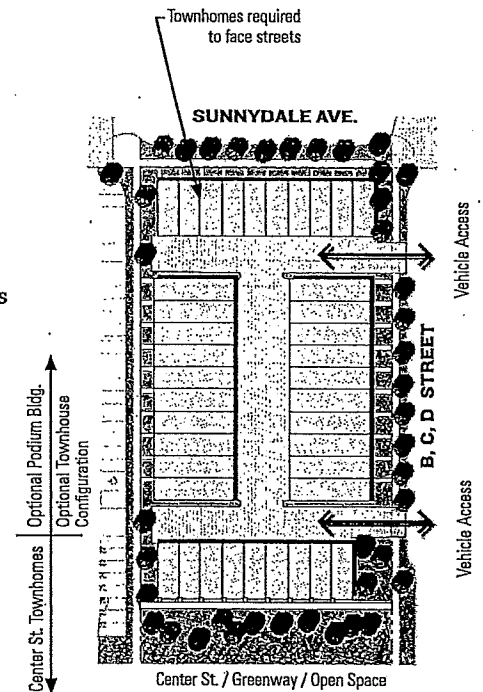 Townhomes required
to face streets
SUNNYDALE AVE.
Vehicle Access
s
B, C, D STREET
Optional Podium Bldg.
Optional Townhouse
Configuration
Center St. Townhomes
Vehicle Access
Center St. / Greenway / Open Space